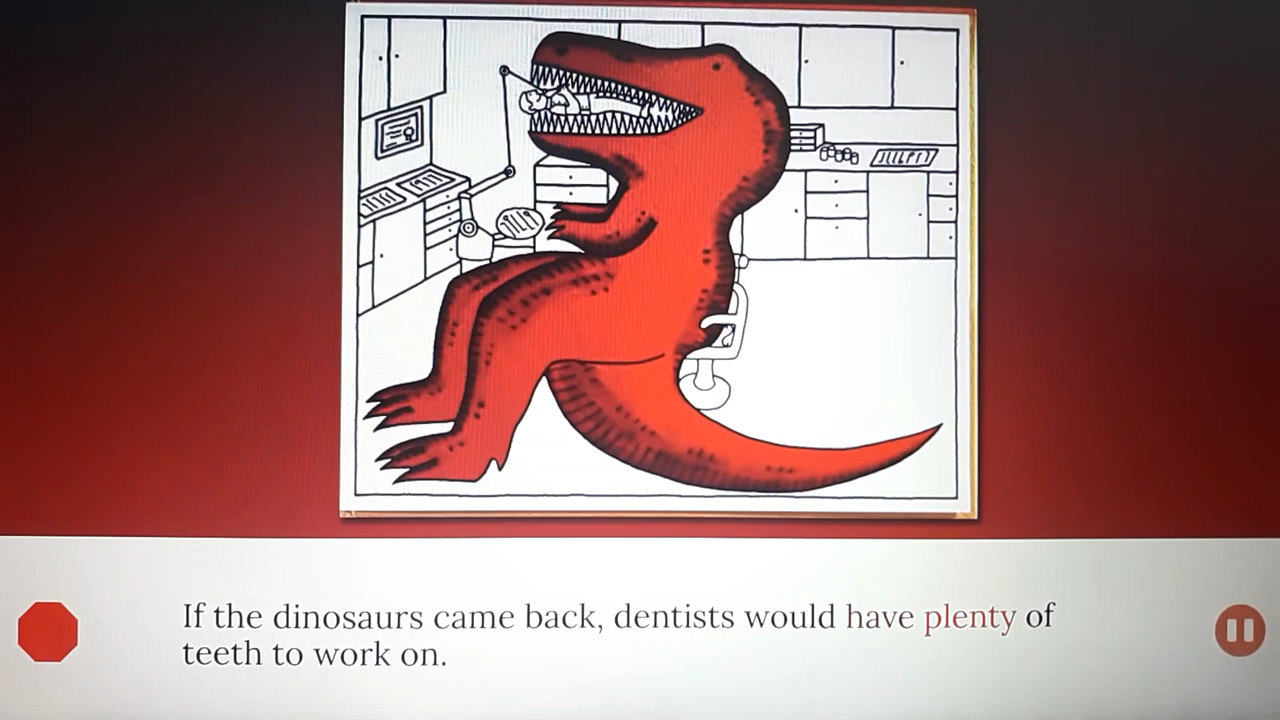 If the dinosaurs came back, dentists would have plenty of
teeth to work on.